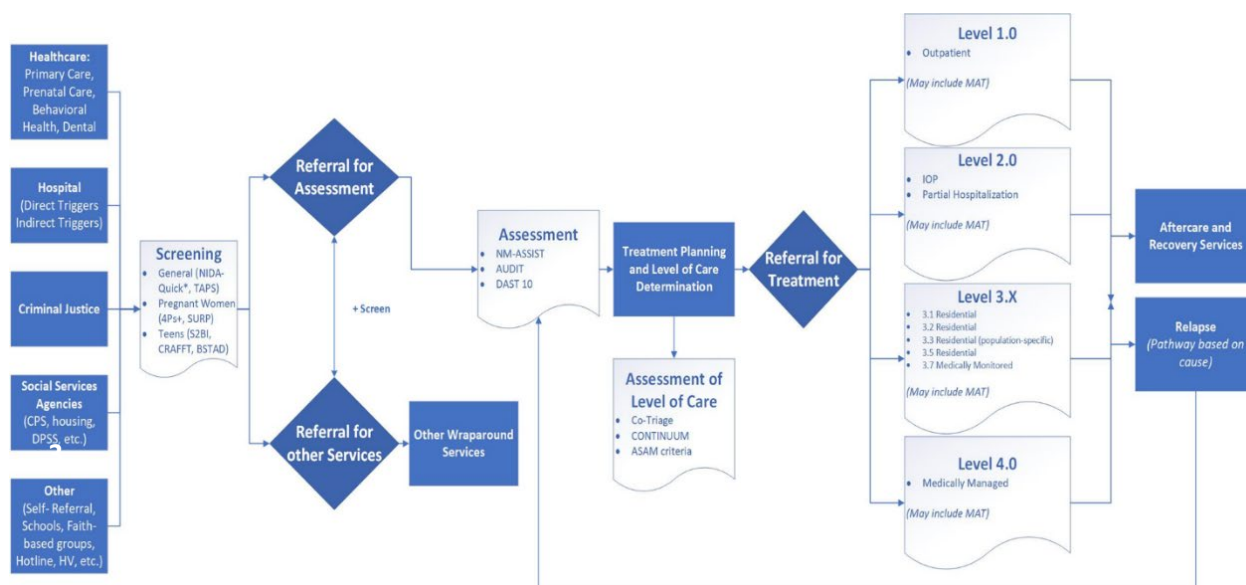 Healthcare:
Primary Care,
Prenatal Care,
Behavioral
Health, Dental
Hospital
(Direct Triggers
Indirect Triggers)
Criminal Justice
Social Services
Agencies
(CPS, housing,
DPSS, etc.)
a
Other
(Self- Referral,
Schools, Faith-
based groups,
Hotline, HV, etc.)
Screening
• General (NIDA-
Quick*, TAPS)
• Pregnant Women
(4Ps+, SURP)
• Teens (S2BI,
CRAFFT, BSTAD)
Referral for
Assessment
+ Screen
Referral for
other Services
Other Wraparound
Services
Assessment
• NM-ASSIST
• AUDIT
• DAST 10
Treatment Planning
and Level of Care
Determination
Assessment of
Level of Care
• Co-Triage
• CONTINUUM
• ASAM criteria
Referral for
Treatment
Level 1.0
• Outpatient
(May include MAT)
Level 2.0
• IOP
• Partial Hospitalization
(May include MAT)
Level 3.X
• 3.1 Residential
• 3.2 Residential
• 3.3 Residential (population-specific)
• 3.5 Residential
• 3.7 Medically Monitored
(May include MAT)
Level 4.0
• Medically Managed
(May include MAT)
Aftercare and
Recovery Services
Relapse
(Pathway based on
cause)